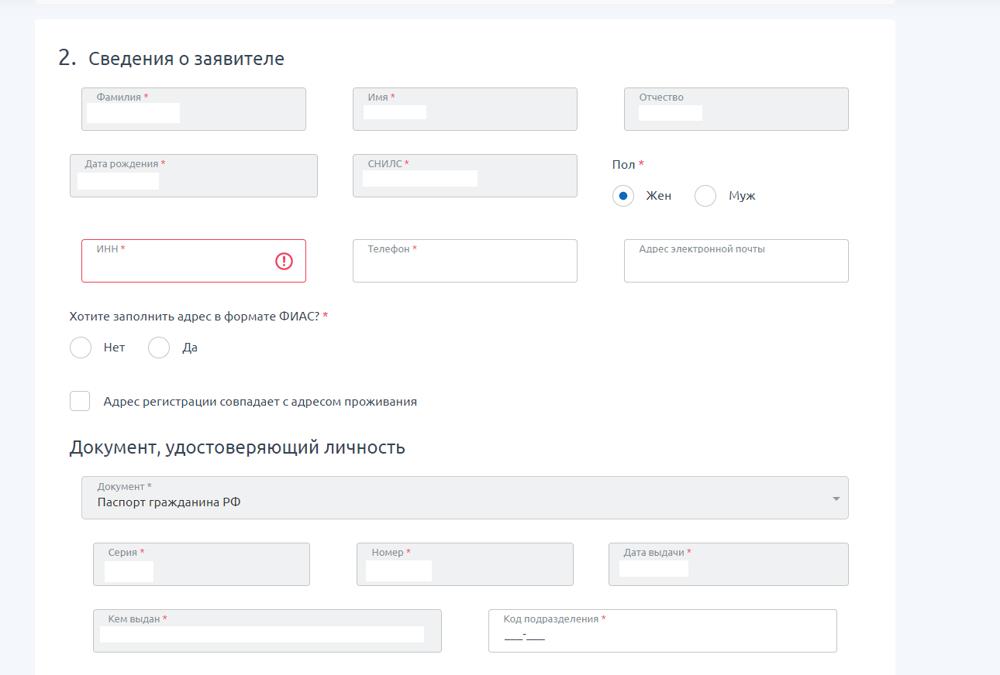 2. Сведения о заявителе
Фамилия * Имя * Отчество
Дата рождения * СНИЛС * Пол *
Жен Муж
ИНН * Телефон * Адрес электронной почты
Хотите заполнить адрес в формате ФИАС? *
Нет Да
Адрес регистрации совпадает с адресом проживания
Документ, удостоверяющий личность
Документ *
Паспорт гражданина РФ
Серия * Номер * Дата выдачи *
Кем выдан * Код подразделения *
___-___